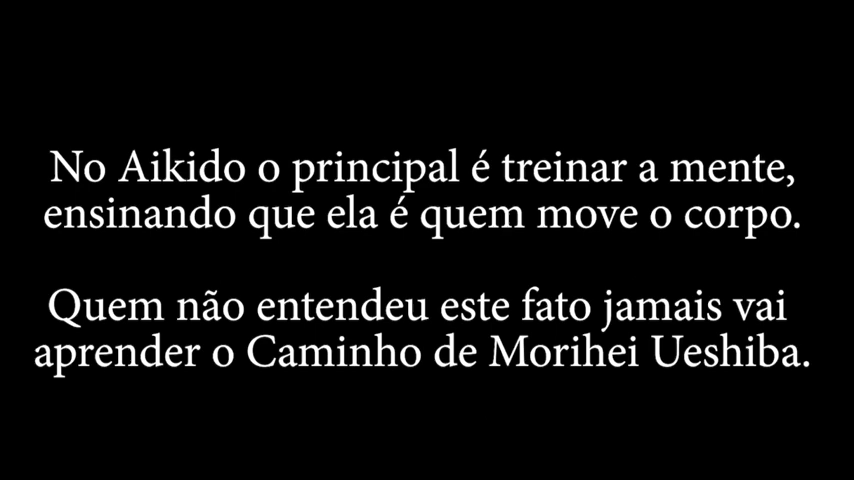 No Aikido o principal é treinar a mente,
ensinando que ela é quem move o corpo.
Quem não entendeu este fato jamais vai
aprender o Caminho de Morihei Ueshiba.